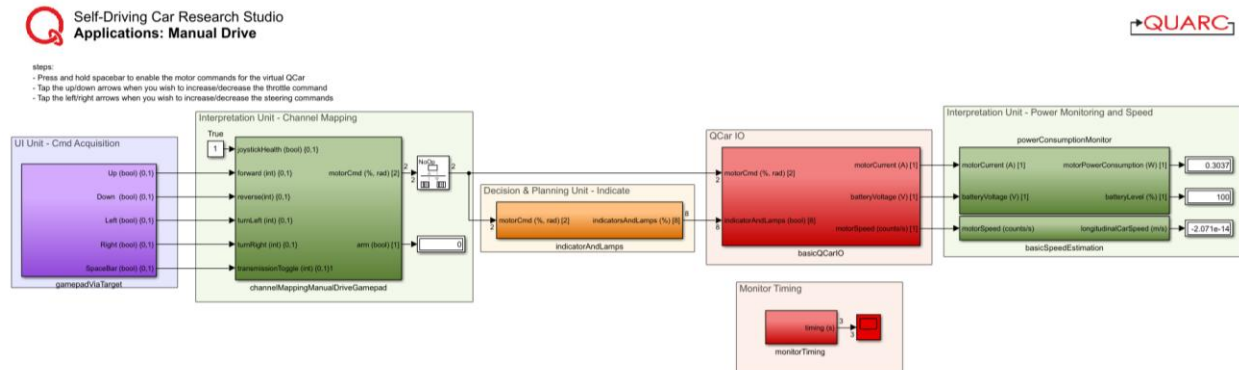 Self-Driving Car Research Studio
Applications: Manual Drive
QUARC
steps:
- Press and hold spacebar to enable the motor commands for the virtual QCar
- Tap the up/down arrows when you wish to increase/decrease the throttle command
- Tap the left/right arrows when you wish to increase/decrease the steering commands
UI Unit - Cmd Acquisition
Up (bool) {0,1}
Down (bool) {0,1}
Left (bool) {0,1}
Right (bool) {0,1}
SpaceBar (bool) {0,1}
gamepadViaTarget
Interpretation Unit - Channel Mapping
True
1
joystickHealth (bool) {0,1}
forward (int) {0,1}
reverse(int) {0,1}
turnLeft (int) {0,1}
turnRight (int) {0,1}
transmissionToggle (int) {0,1}1
motorCmd (%, rad) [2]
arm (bool) [1]
channelMappingManualDriveGamepad
2
2
NoOp
2
0
Decision & Planning Unit - Indicate
2
motorCmd (%, rad) [2]
indicatorsAndLamps (%) [8]
8
indicatorAndLamps
QCar IO
2
motorCmd (%, rad) [2]
8
indicatorAndLamps (bool) [8]
motorCurrent (A) [1]
batteryVoltage (V) [1]
motorSpeed (counts/s) [1]
basicQCarIO
Interpretation Unit - Power Monitoring and Speed
powerConsumptionMonitor
motorCurrent (A) [1]
motorPowerConsumption (W) [1]
0.3037
batteryVoltage (V) [1]
batteryLevel (%) [1]
100
motorSpeed (counts/s)
longitudinalCarSpeed (m/s)
-2.071e-14
basicSpeedEstimation
Monitor Timing
timing (s)
3
3
monitorTiming